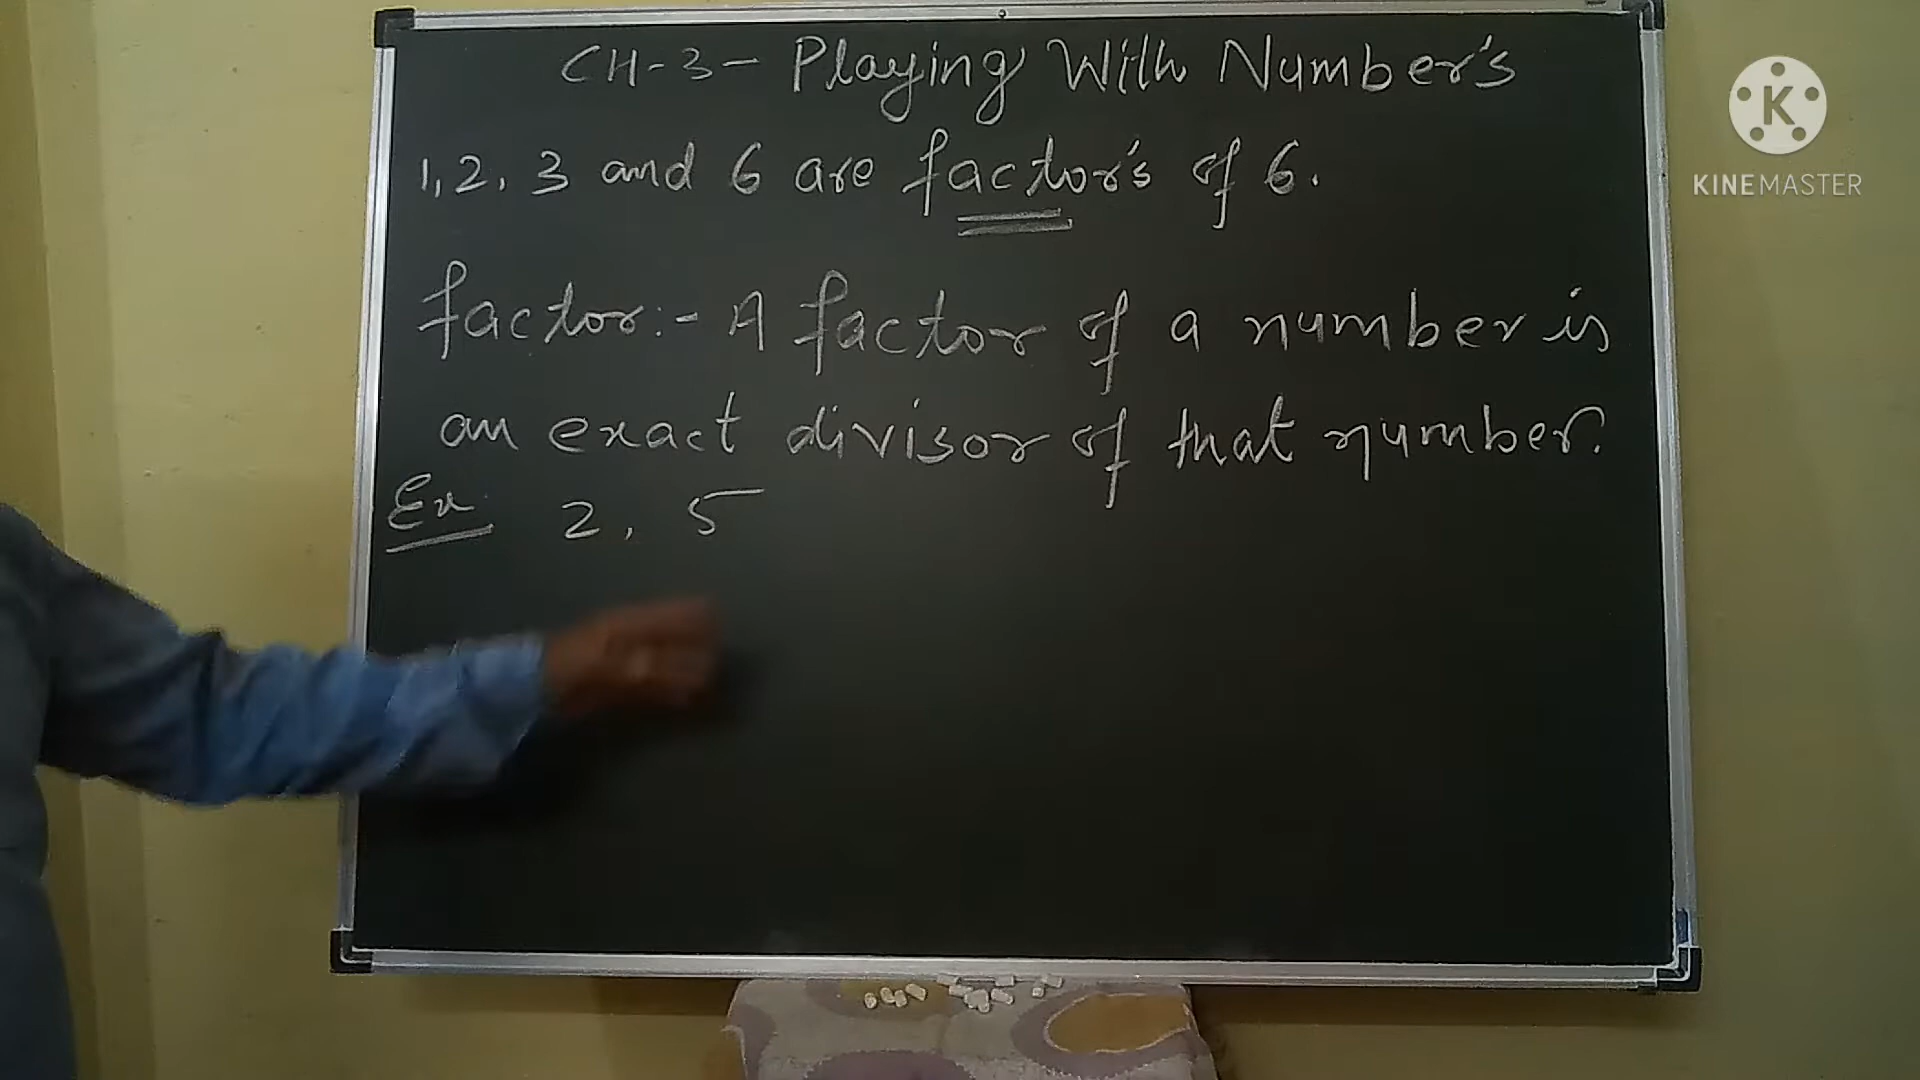 CH-3- Playing With Number's
1, 2, 3 and 6 are factor's of 6.
factor:- A factor of a number is
an exact divisor of that number.
Ex 2, 5
K
KINEMASTER